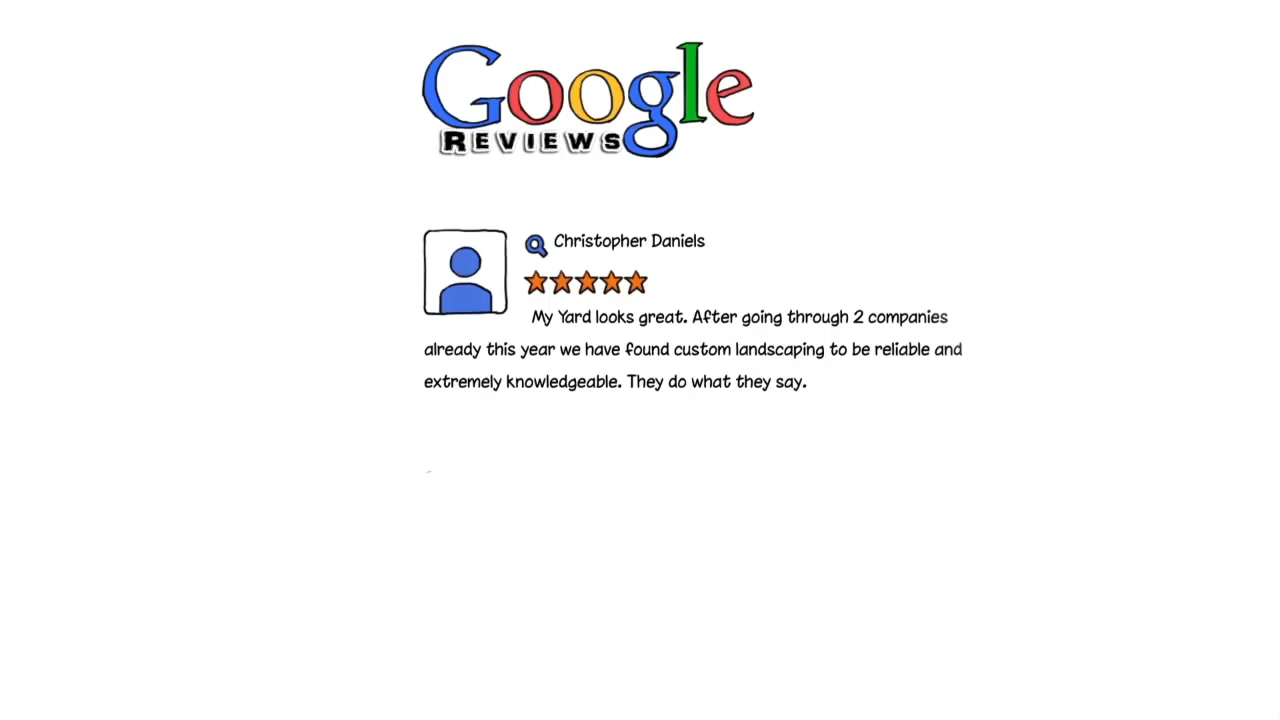 Google
REVIEWS
Christopher Daniels
My Yard looks great. After going through 2 companies
already this year we have found custom landscaping to be reliable and
extremely knowledgeable. They do what they say.